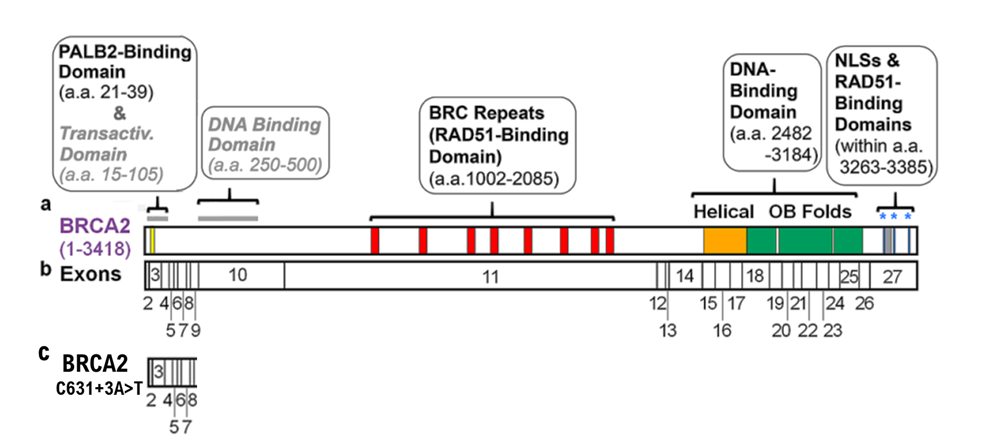 PALB2-Binding
Domain
(a.a. 21-39)
&
Transactiv.
Domain
(a.a. 15-105)
DNA Binding
Domain
(a.a. 250-500)
BRC Repeats
(RAD51-Binding
Domain)
(a.a.1002-2085)
DNA-
Binding
Domain
(a.a. 2482
-3184)
NLSs &
RAD51-
Binding
Domains
(within a.a.
3263-3385)
a
Helical OB Folds
* * *
BRCA2
(1-3418)
b Exons
3 10 11 14 18 25 27
2 4 6 8 12 15 17 19 21 24 26
5 7 9 13 16 20 22 23
c BRCA2
C631+3A>T
3
2 4 6 8
5 7